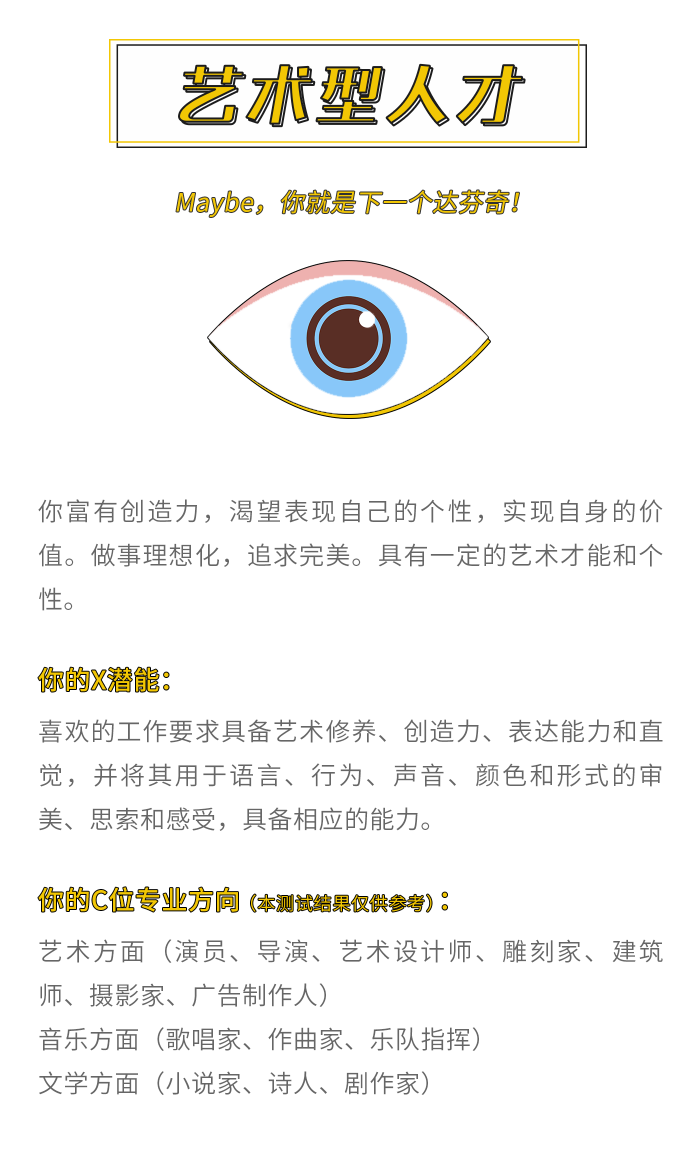 艺术型人才
Maybe，你就是下一个达芬奇！
你富有创造力，渴望表现自己的个性，实现自身的价
值。做事理想化，追求完美。具有一定的艺术才能和个
性。
你的X潜能：
喜欢的工作要求具备艺术修养、创造力、表达能力和直
觉，并将其用于语言、行为、声音、颜色和形式的审
美、思索和感受，具备相应的能力。
你的C位专业方向（本测试结果仅供参考）：
艺术方面（演员、导演、艺术设计师、雕刻家、建筑
师、摄影家、广告制作人）
音乐方面（歌唱家、作曲家、乐队指挥）
文学方面（小说家、诗人、剧作家）